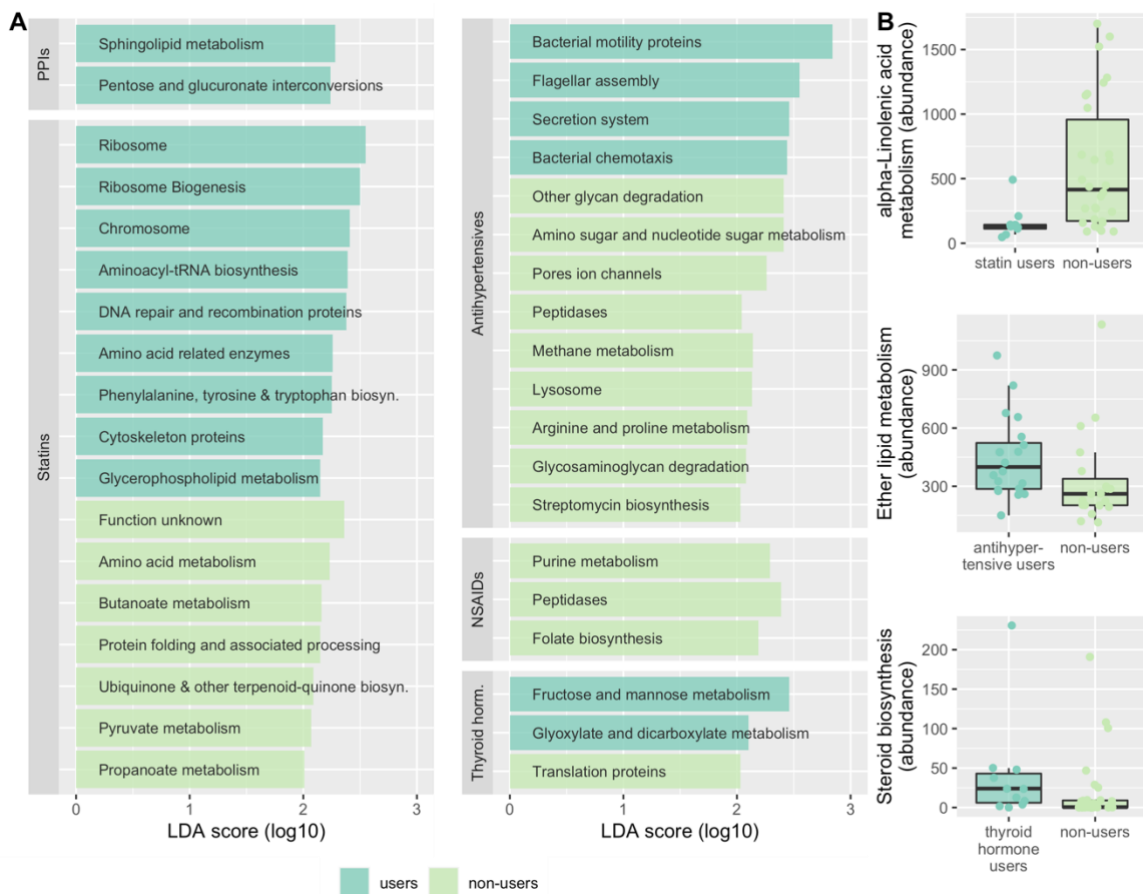 A
PPIs
Sphingolipid metabolism
Pentose and glucuronate interconversions
Statins
Ribosome
Ribosome Biogenesis
Chromosome
Aminoacyl-tRNA biosynthesis
DNA repair and recombination proteins
Amino acid related enzymes
Phenylalanine, tyrosine & tryptophan biosyn.
Cytoskeleton proteins
Glycerophospholipid metabolism
Function unknown
Amino acid metabolism
Butanoate metabolism
Protein folding and associated processing
Ubiquinone & other terpenoid-quinone biosyn.
Pyruvate metabolism
Propanoate metabolism
0 1 2 3
LDA score (log10)
Antihypertensives
Bacterial motility proteins
Flagellar assembly
Secretion system
Bacterial chemotaxis
Other glycan degradation
Amino sugar and nucleotide sugar metabolism
Pores ion channels
Peptidases
Methane metabolism
Lysosome
Arginine and proline metabolism
Glycosaminoglycan degradation
Streptomycin biosynthesis
NSAIDs
Purine metabolism
Peptidases
Folate biosynthesis
Thyroid horm.
Fructose and mannose metabolism
Glyoxylate and dicarboxylate metabolism
Translation proteins
0 1 2 3
LDA score (log10)
users non-users
B
alpha-Linolenic acid
metabolism (abundance)
1500
1000
500
0
statin users non-users
Ether lipid metabolism
(abundance)
900
600
300
antihyper- non-users
tensive users
Steroid biosynthesis
(abundance)
200
150
100
50
0
thyroid non-users
hormone
users